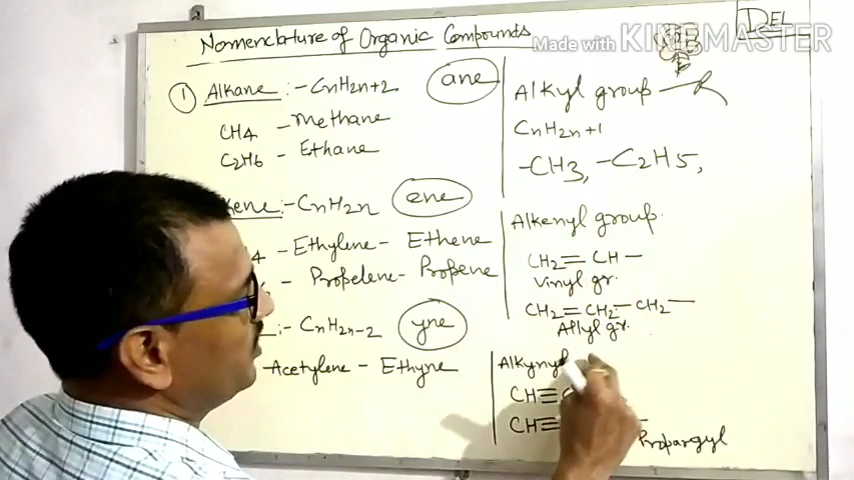 Nomenclature of Organic Compounds
Made with KINEMASTER
DEL
① Alkane :- CnH2n+2 ane
CH4 - Methane
C2H6 - Ethane
kene :- CnH2n ene
4 - Ethylene - Ethene
- Propelene - Propene
:- CnH2n-2 yne
Acetylene - Ethyne
Alkyl group - R
CnH2n+1
-CH3, -C2H5,
Alkenyl group.
CH2=CH-
Vinyl gr.
CH2=CH2-CH2-
Allyl gr.
Alkynyl
CH≡C
CH≡
Propargyl